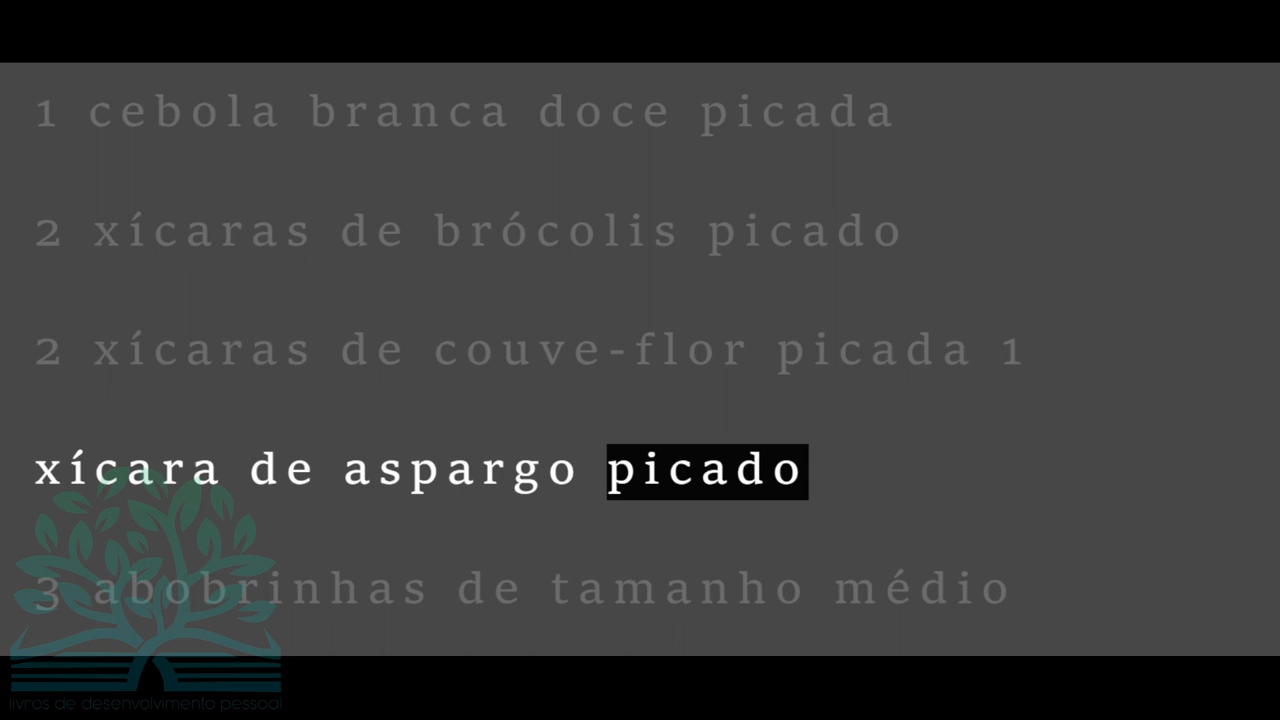 1 cebola branca doce picada
2 xícaras de brócolis picado
2 xícaras de couve-flor picada 1
xícara de aspargo picado
3 abobrinhas de tamanho médio
livros de desenvolvimento pessoal